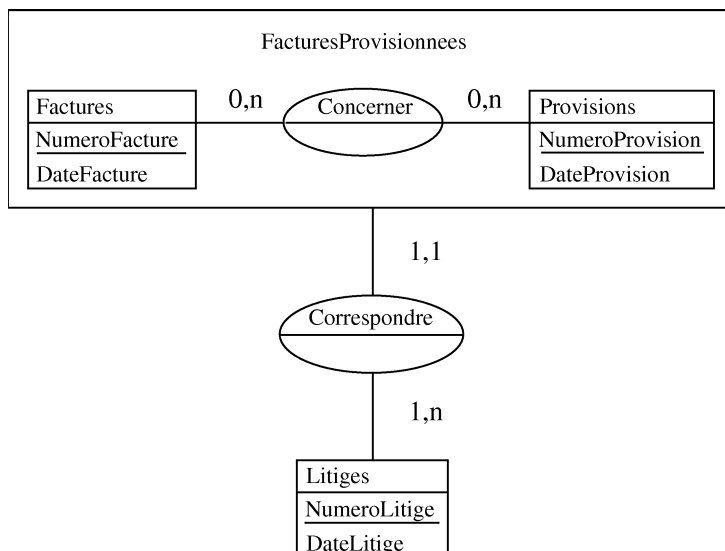 FacturesProvisionnees
Factures
NumeroFacture
DateFacture
0,n
Concerner
0,n
Provisions
NumeroProvision
DateProvision
1,1
Correspondre
1,n
Litiges
NumeroLitige
DateLitige